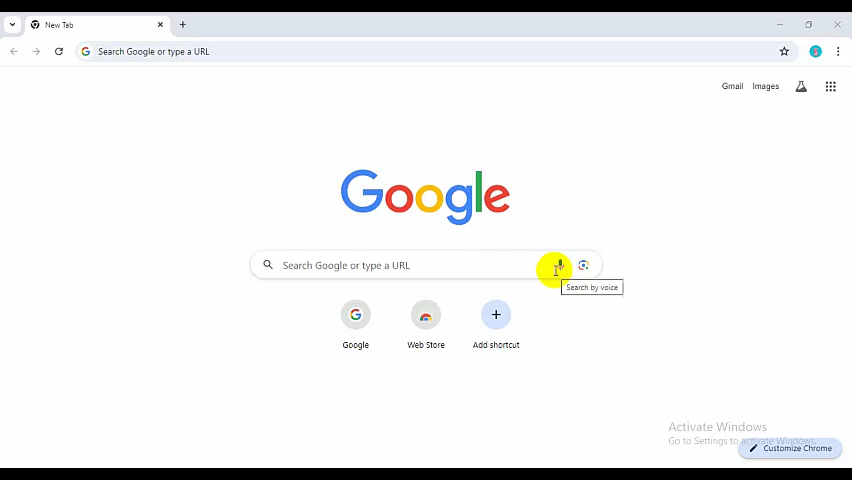 New Tab
Search Google or type a URL
Gmail Images
Google
Search Google or type a URL
Search by voice
Google Web Store Add shortcut
Activate Windows
Go to Settings to activate Windows.
Customize Chrome